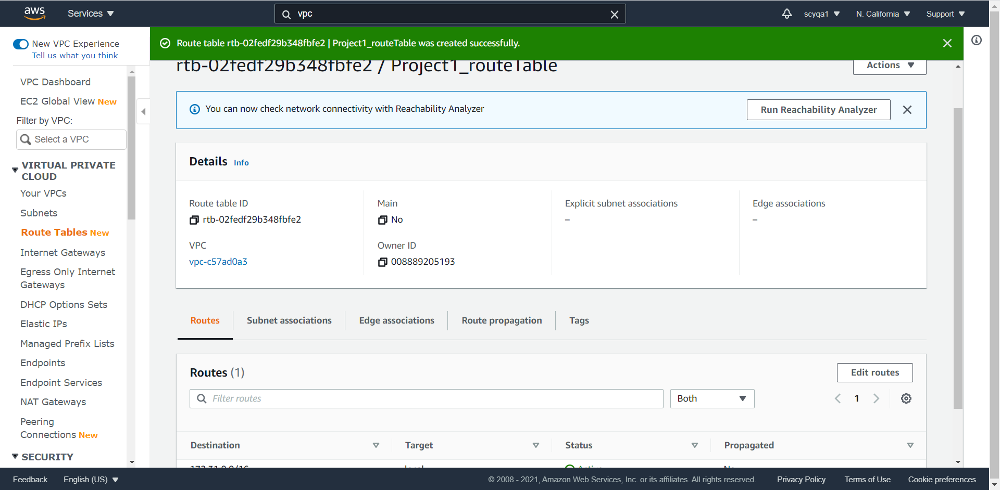 aws
Services
vpc
scyqa1
N. California
Support
New VPC Experience
Tell us what you think
Route table rtb-02fedf29b348fbfe2 | Project1_routeTable was created successfully.
rtb-02fedf29b348fbfe2 / Project1_routeTable
Actions
VPC Dashboard
EC2 Global View New
Filter by VPC:
Select a VPC
VIRTUAL PRIVATE
CLOUD
Your VPCs
Subnets
Route Tables New
Internet Gateways
Egress Only Internet
Gateways
DHCP Options Sets
Elastic IPs
Managed Prefix Lists
Endpoints
Endpoint Services
NAT Gateways
Peering
Connections New
SECURITY
You can now check network connectivity with Reachability Analyzer
Run Reachability Analyzer
Details Info
Route table ID
rtb-02fedf29b348fbfe2
Main
No
Explicit subnet associations
–
Edge associations
–
VPC
vpc-c57ad0a3
Owner ID
008889205193
Routes
Subnet associations
Edge associations
Route propagation
Tags
Routes (1)
Edit routes
Filter routes
Both
1
Destination
Target
Status
Propagated
Feedback
English (US)
© 2008 - 2021, Amazon Web Services, Inc. or its affiliates. All rights reserved.
Privacy Policy
Terms of Use
Cookie preferences